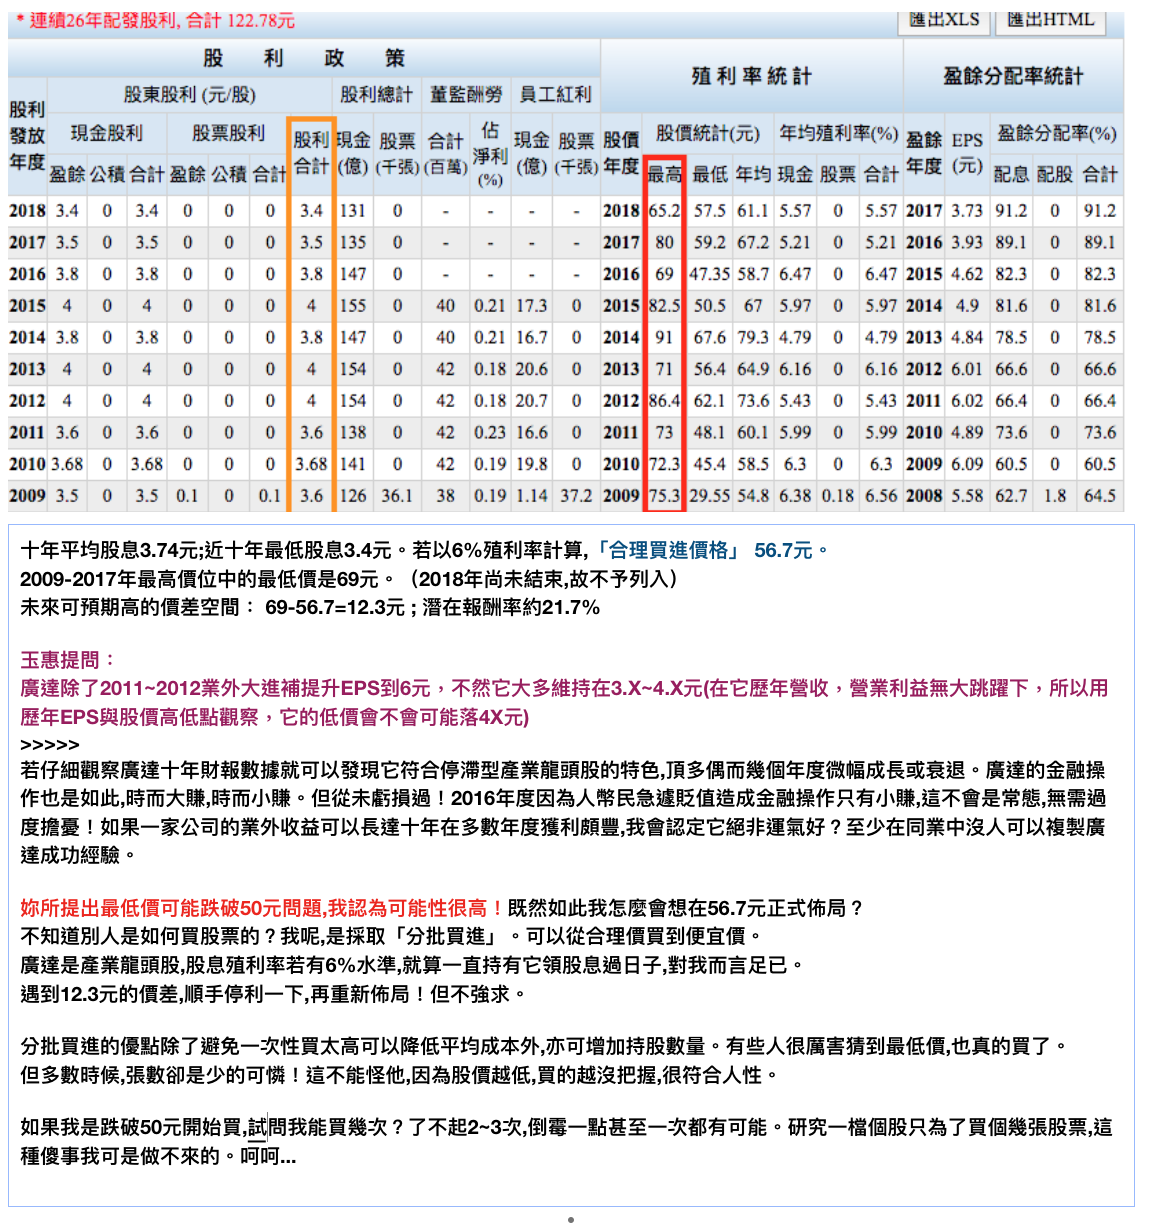 * 連續26年配發股利, 合計 122.78元
匯出XLS 匯出HTML
股 利 政 策 殖利率統計 盈餘分配率統計
股利發放年度 股東股利 (元/股) 股利總計 董監酬勞 員工紅利
現金股利 股票股利 股利合計 現金(億) 股票(千張) 合計(百萬) 佔淨利(%) 現金(億) 股票(千張) 股價年度 股價統計(元) 年均殖利率(%) 盈餘年度 EPS(元) 盈餘分配率(%)
盈餘 公積 合計 盈餘 公積 合計 最高 最低 年均 現金 股票 合計 配息 配股 合計
2018 3.4 0 3.4 0 0 0 3.4 131 0 - - - - 2018 65.2 57.5 61.1 5.57 0 5.57 2017 3.73 91.2 0 91.2
2017 3.5 0 3.5 0 0 0 3.5 135 0 - - - - 2017 80 59.2 67.2 5.21 0 5.21 2016 3.93 89.1 0 89.1
2016 3.8 0 3.8 0 0 0 3.8 147 0 - - - - 2016 69 47.35 58.7 6.47 0 6.47 2015 4.62 82.3 0 82.3
2015 4 0 4 0 0 0 4 155 0 40 0.21 17.3 0 2015 82.5 50.5 67 5.97 0 5.97 2014 4.9 81.6 0 81.6
2014 3.8 0 3.8 0 0 0 3.8 147 0 40 0.21 16.7 0 2014 91 67.6 79.3 4.79 0 4.79 2013 4.84 78.5 0 78.5
2013 4 0 4 0 0 0 4 154 0 42 0.18 20.6 0 2013 71 56.4 64.9 6.16 0 6.16 2012 6.01 66.6 0 66.6
2012 4 0 4 0 0 0 4 154 0 42 0.18 20.7 0 2012 86.4 62.1 73.6 5.43 0 5.43 2011 6.02 66.4 0 66.4
2011 3.6 0 3.6 0 0 0 3.6 138 0 42 0.23 16.6 0 2011 73 48.1 60.1 5.99 0 5.99 2010 4.89 73.6 0 73.6
2010 3.68 0 3.68 0 0 0 3.68 141 0 42 0.19 19.8 0 2010 72.3 45.4 58.5 6.3 0 6.3 2009 6.09 60.5 0 60.5
2009 3.5 0 3.5 0.1 0 0.1 3.6 126 36.1 38 0.19 1.14 37.2 2009 75.3 29.55 54.8 6.38 0.18 6.56 2008 5.58 62.7 1.8 64.5
十年平均股息3.74元;近十年最低股息3.4元。若以6%殖利率計算,「合理買進價格」 56.7元。
2009-2017年最高價位中的最低價是69元。（2018年尚未結束,故不予列入）
未來可預期高的價差空間： 69-56.7=12.3元 ; 潛在報酬率約21.7%
玉惠提問：
廣達除了2011~2012業外大進補提升EPS到6元，不然它大多維持在3.X~4.X元(在它歷年營收，營業利益無大跳躍下，所以用
歷年EPS與股價高低點觀察，它的低價會不會可能落4X元)
>>>>>
若仔細觀察廣達十年財報數據就可以發現它符合停滯型產業龍頭股的特色,頂多偶而幾個年度微幅成長或衰退。廣達的金融操
作也是如此,時而大賺,時而小賺。但從未虧損過！2016年度因為人幣民急遽貶值造成金融操作只有小賺,這不會是常態,無需過
度擔憂！如果一家公司的業外收益可以長達十年在多數年度獲利頗豐,我會認定它絕非運氣好？至少在同業中沒人可以複製廣
達成功經驗。
妳所提出最低價可能跌破50元問題,我認為可能性很高！既然如此我怎麼會想在56.7元正式佈局？
不知道別人是如何買股票的？我呢,是採取「分批買進」。可以從合理價買到便宜價。
廣達是產業龍頭股,股息殖利率若有6%水準,就算一直持有它領股息過日子,對我而言足已。
遇到12.3元的價差,順手停利一下,再重新佈局！但不強求。
分批買進的優點除了避免一次性買太高可以降低平均成本外,亦可增加持股數量。有些人很厲害猜到最低價,也真的買了。
但多數時候,張數卻是少的可憐！這不能怪他,因為股價越低,買的越沒把握,很符合人性。
如果我是跌破50元開始買,試問我能買幾次？了不起2~3次,倒霉一點甚至一次都有可能。研究一檔個股只為了買個幾張股票,這
種傻事我可是做不來的。呵呵...